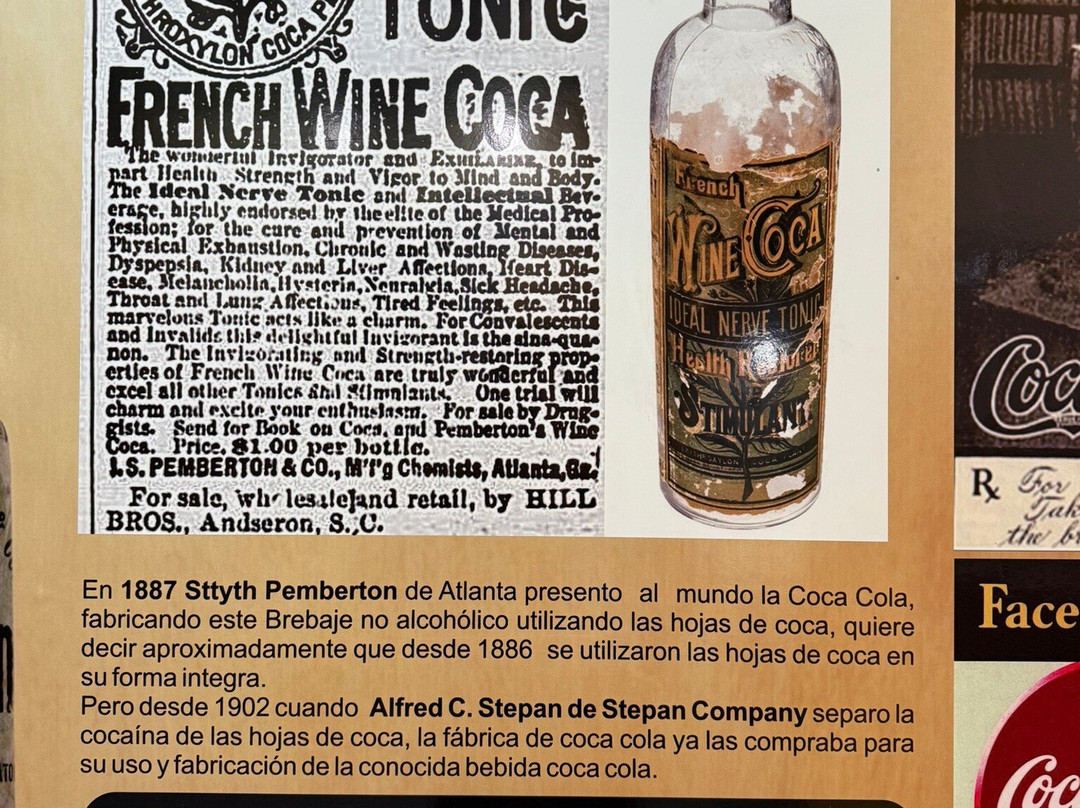 TONIC
HROXYLON COCA
FRENCH WINE COCA
The wonderful Invigorator and to im-
part Health Strength and Vigor to Mind and Body.
The Ideal Nerve Tonic and Intellectual Bev-
erage, highly endorsed by the elite of the Medical Pro-
fession; for the cure and prevention of Mental and
Physical Exhaustion, Chronic and Wasting Diseases,
Dyspepsia, Kidney and Liver Affections, Heart Dis-
ease, Melancholia, Hysteria, Neuralgia, Sick Headache,
Throat and Lung Affections, Tired Feelings, etc. This
marvelous Tonic acts like a charm. For Convalescents
and Invalids this delightful Invigorant is the sine-qua-
non. The Invigorating and Strength-restoring prop-
erties of French Wine Coca are truly wonderful and
excel all other Tonics and Stimulants. One trial will
charm and excite your enthusiasm. For sale by Drug-
gists. Send for Book on Coca, and Pemberton's Wine
Coca. Price, $1.00 per bottle.
J. S. PEMBERTON & CO., M'f'g Chemists, Atlanta, Ga.
For sale, wholesale and retail, by HILL
BROS., Andseron, S. C.
French
WINE COCA
IDEAL NERVE TONIC
Health
STIMULANT
Coc
Rx For
Tak
the br
En 1887 Sttyth Pemberton de Atlanta presento al mundo la Coca Cola,
fabricando este Brebaje no alcohólico utilizando las hojas de coca, quiere
decir aproximadamente que desde 1886 se utilizaron las hojas de coca en
su forma integra.
Pero desde 1902 cuando Alfred C. Stepan de Stepan Company separo la
cocaína de las hojas de coca, la fábrica de coca cola ya las compraba para
su uso y fabricación de la conocida bebida coca cola.
Face
Coc